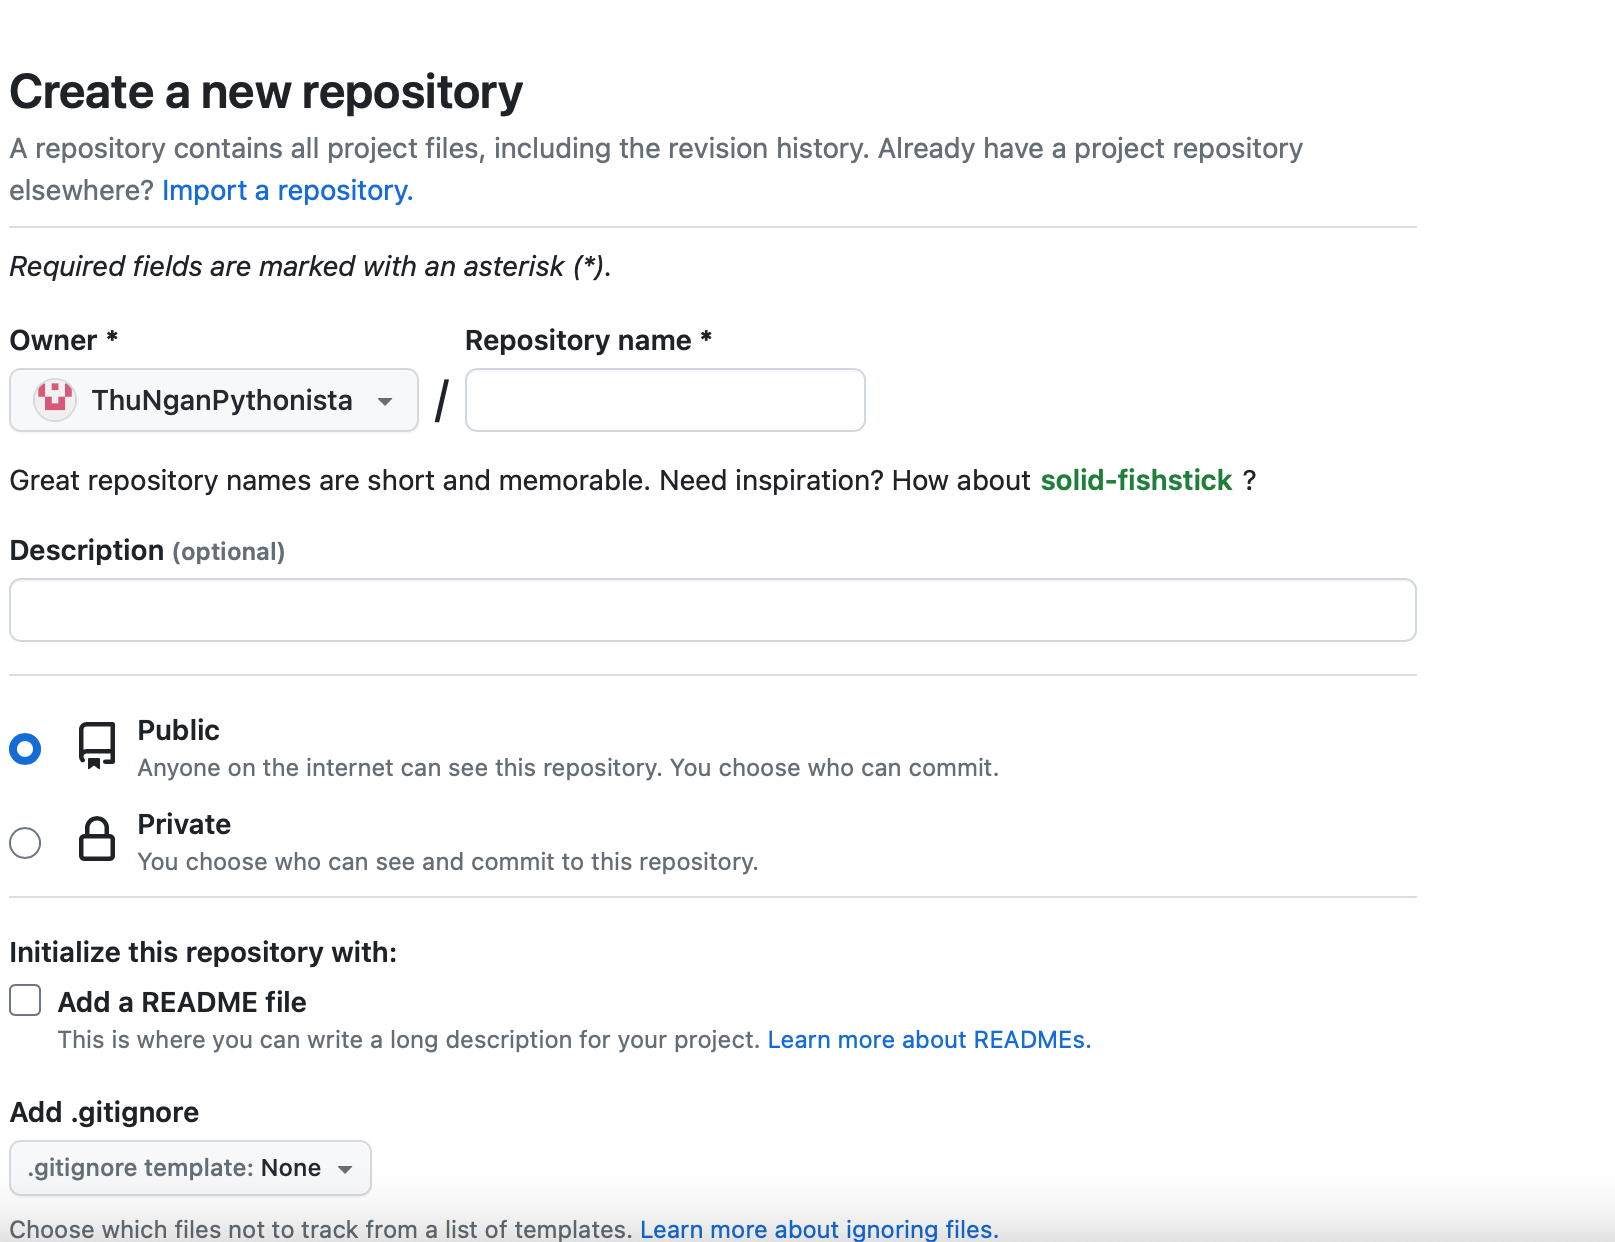 Create a new repository
A repository contains all project files, including the revision history. Already have a project repository
elsewhere? Import a repository.
Required fields are marked with an asterisk (*).
Owner * Repository name *
ThuNganPythonista /
Great repository names are short and memorable. Need inspiration? How about solid-fishstick ?
Description (optional)
Public
Anyone on the internet can see this repository. You choose who can commit.
Private
You choose who can see and commit to this repository.
Initialize this repository with:
Add a README file
This is where you can write a long description for your project. Learn more about READMEs.
Add .gitignore
.gitignore template: None
Choose which files not to track from a list of templates. Learn more about ignoring files.